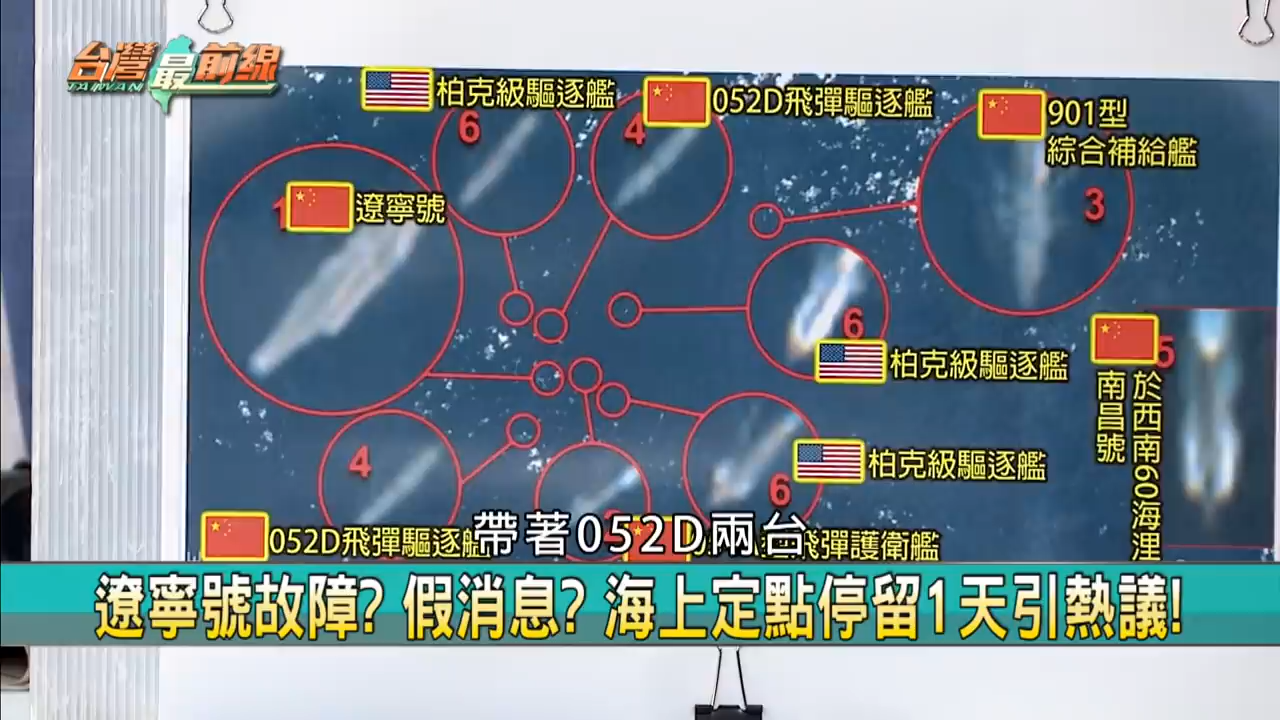 台灣最前線
TAIWAN
柏克級驅逐艦
6
4
052D飛彈驅逐艦
901型
綜合補給艦
3
遼寧號
6
柏克級驅逐艦
5
南昌號
於西南60海浬
4
6
柏克級驅逐艦
052D飛彈驅逐艦
飛彈護衛艦
帶著052D兩台
遼寧號故障? 假消息? 海上定點停留1天引熱議!